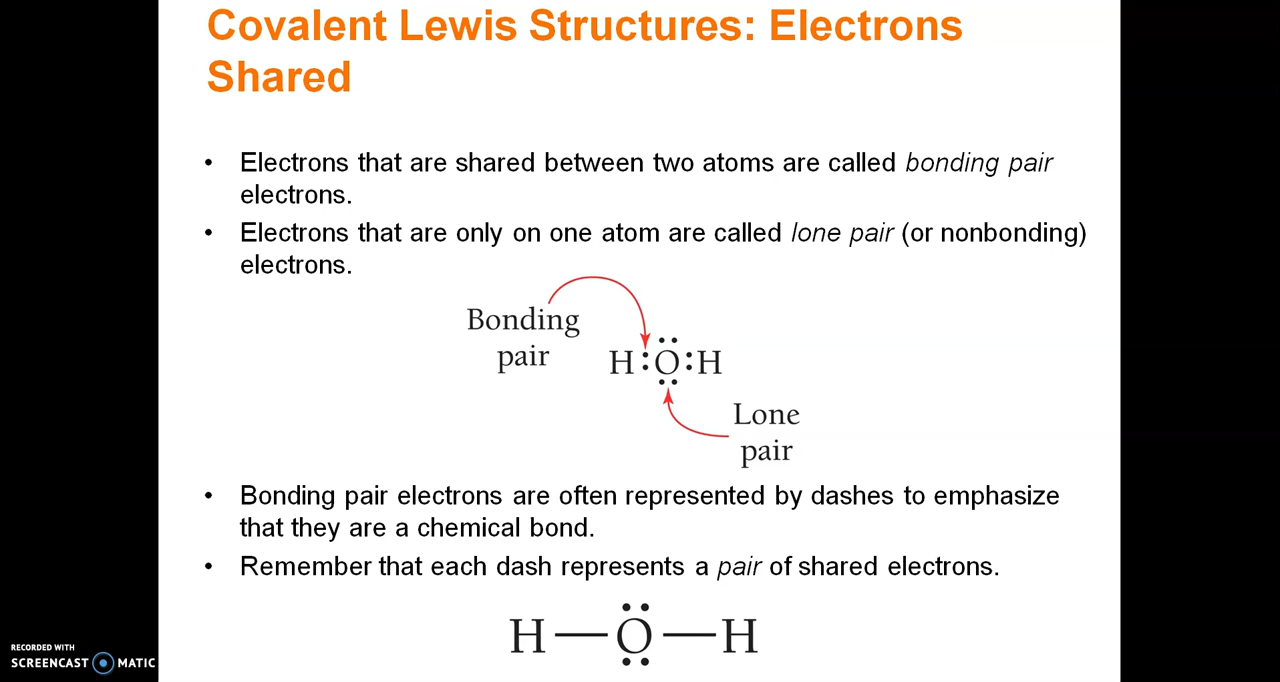 Covalent Lewis Structures: Electrons
Shared
• Electrons that are shared between two atoms are called bonding pair
electrons.
• Electrons that are only on one atom are called lone pair (or nonbonding)
electrons.
Bonding
pair
H:Ö:H
Lone
pair
• Bonding pair electrons are often represented by dashes to emphasize
that they are a chemical bond.
• Remember that each dash represents a pair of shared electrons.
H—Ö—H
RECORDED WITH
SCREENCAST MATIC